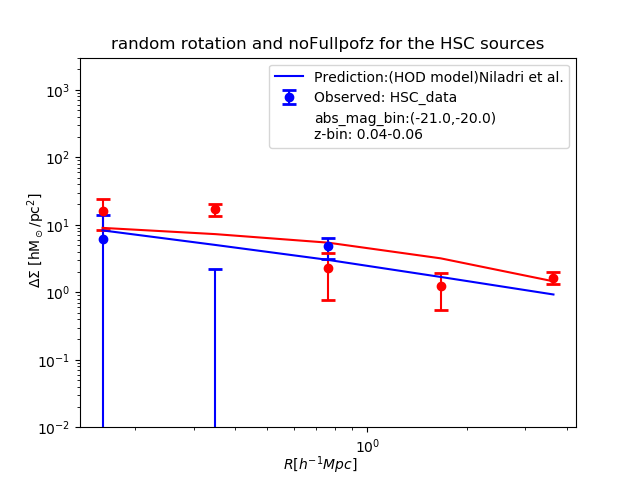 random rotation and noFullpofz for the HSC sources
Prediction:(HOD model)Niladri et al.
Observed: HSC_data
abs_mag_bin:(-21.0,-20.0)
z-bin: 0.04-0.06
10³
10²
10¹
10⁰
10⁻¹
10⁻²
ΔΣ [hM⊙/pc²]
10⁰
R[h⁻¹Mpc]